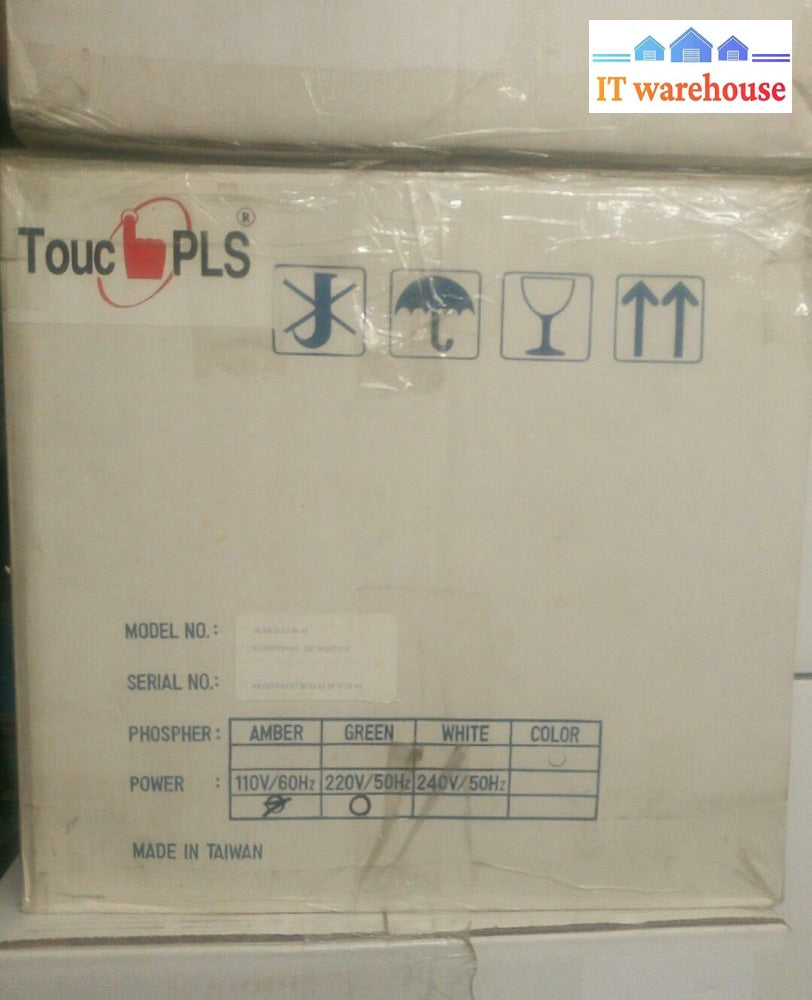 IT warehouse
Touc PLS ®
MODEL NO.:
SERIAL NO.:
PHOSPHER: AMBER GREEN WHITE COLOR
POWER : 110V/60Hz 220V/50Hz 240V/50Hz
MADE IN TAIWAN